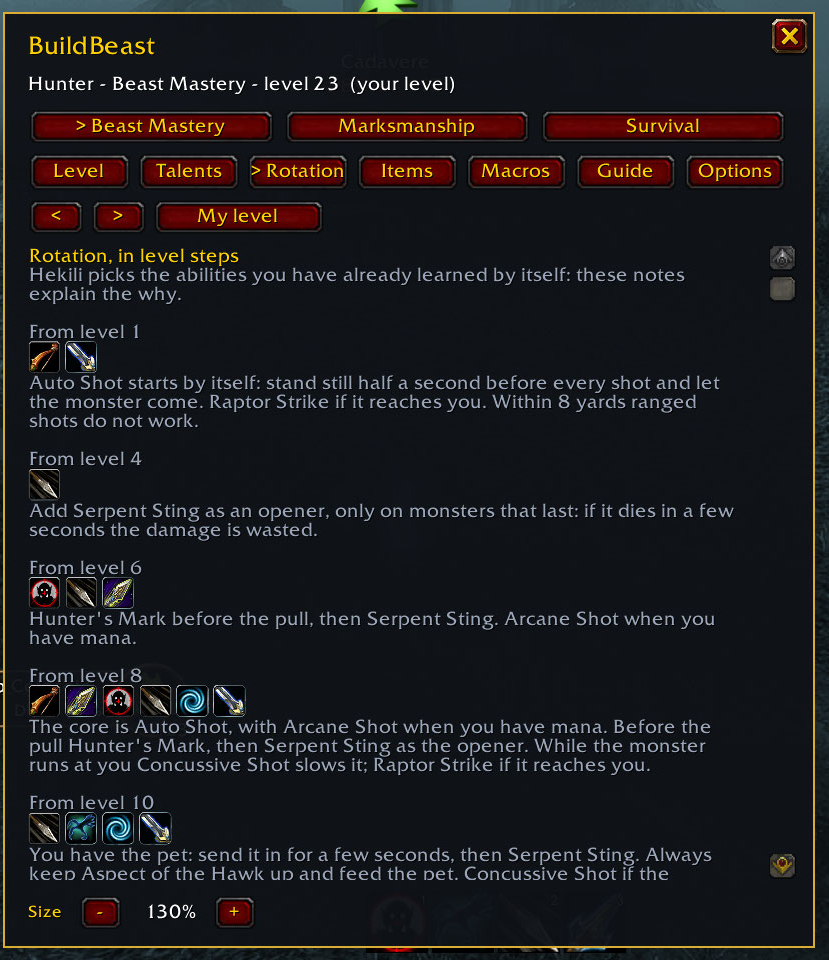 BuildBeast
Cadavere
Hunter - Beast Mastery - level 23 (your level)
> Beast Mastery
Marksmanship
Survival
Level
Talents
> Rotation
Items
Macros
Guide
Options
<
>
My level
Rotation, in level steps
Hekili picks the abilities you have already learned by itself: these notes
explain the why.
From level 1
Auto Shot starts by itself: stand still half a second before every shot and let
the monster come. Raptor Strike if it reaches you. Within 8 yards ranged
shots do not work.
From level 4
Add Serpent Sting as an opener, only on monsters that last: if it dies in a few
seconds the damage is wasted.
From level 6
Hunter's Mark before the pull, then Serpent Sting. Arcane Shot when you
have mana.
From level 8
The core is Auto Shot, with Arcane Shot when you have mana. Before the
pull Hunter's Mark, then Serpent Sting as the opener. While the monster
runs at you Concussive Shot slows it; Raptor Strike if it reaches you.
From level 10
You have the pet: send it in for a few seconds, then Serpent Sting. Always
keep Aspect of the Hawk up and feed the pet. Concussive Shot if the
Size
-
130%
+